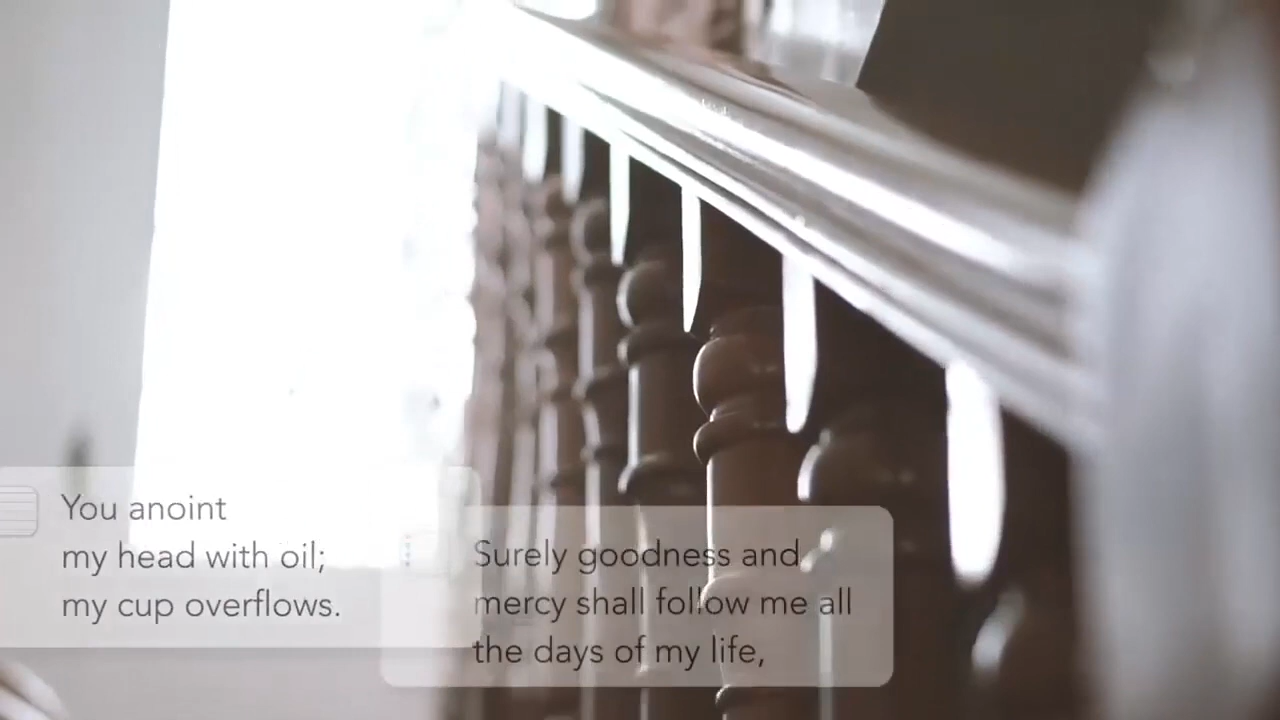 You anoint
my head with oil;
my cup overflows.
Surely goodness and
mercy shall follow me all
the days of my life,